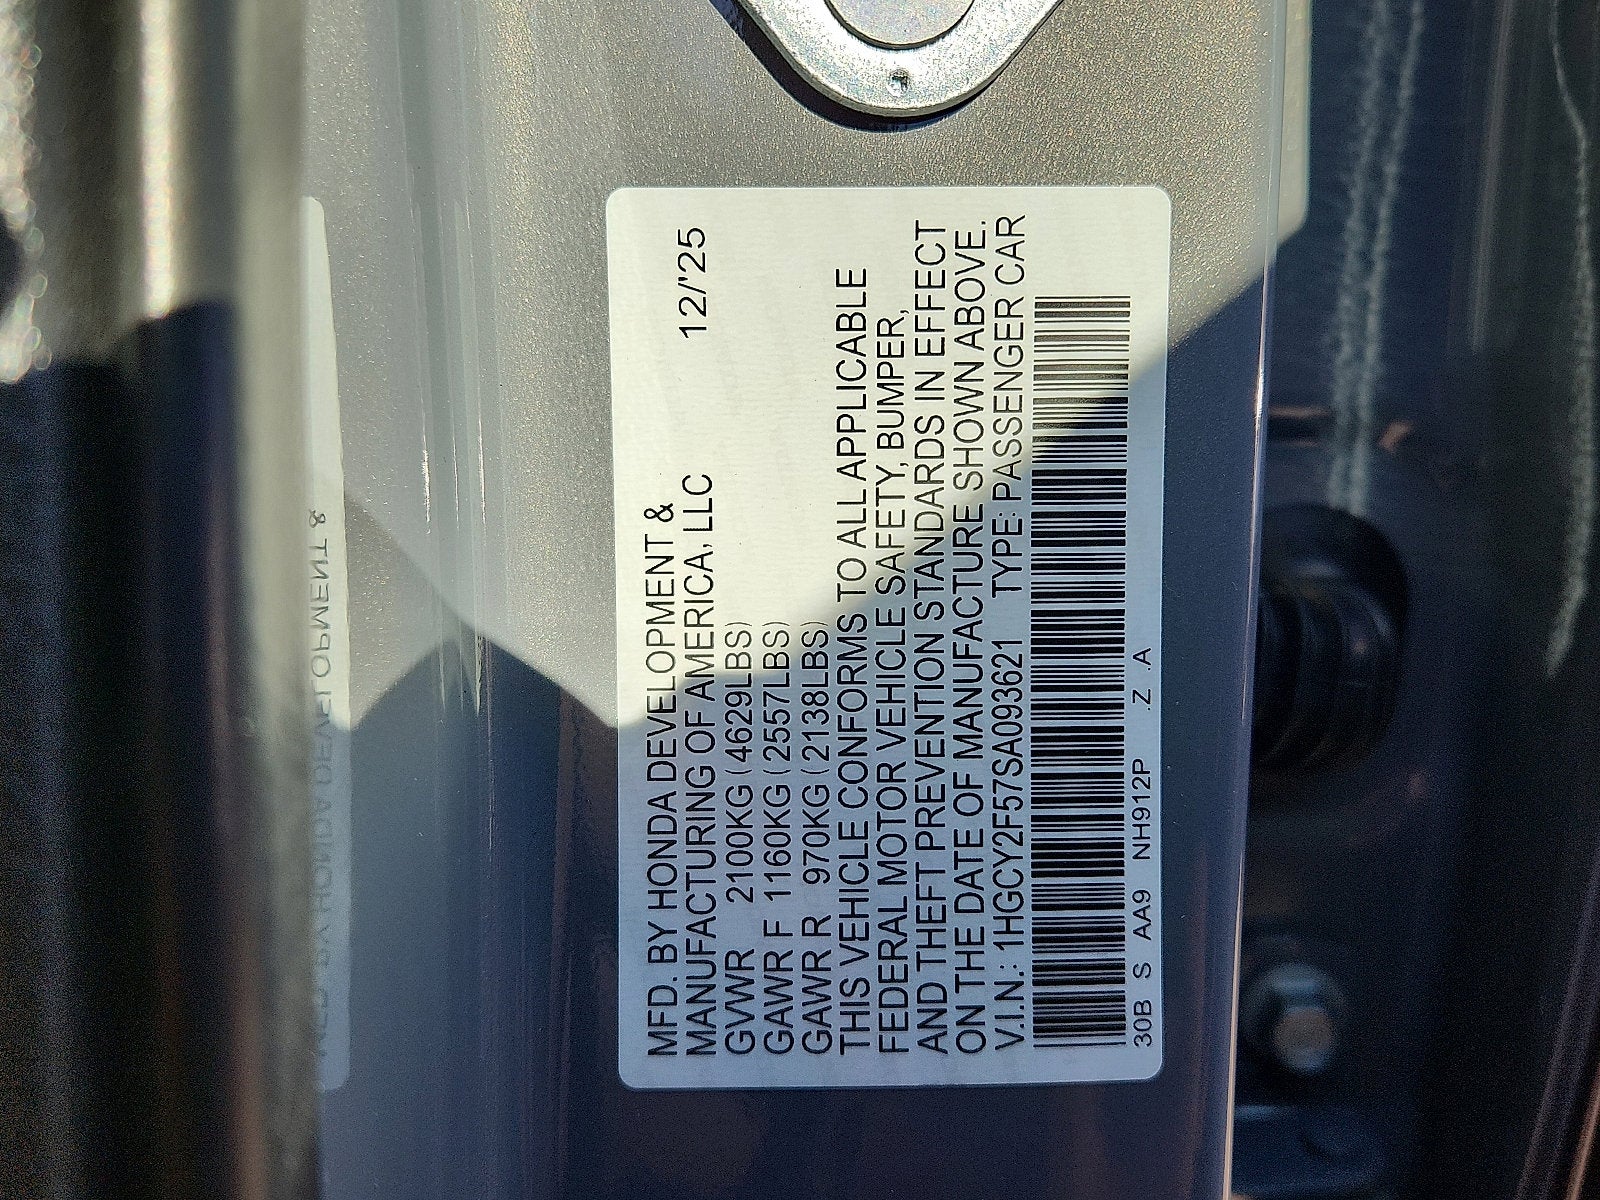 MFD. BY HONDA DEVELOPMENT &
MANUFACTURING OF AMERICA, LLC 12/'25
GVWR 2100KG (4629LBS)
GAWR F 1160KG (2557LBS)
GAWR R 970KG (2138LBS)
THIS VEHICLE CONFORMS TO ALL APPLICABLE
FEDERAL MOTOR VEHICLE SAFETY, BUMPER,
AND THEFT PREVENTION STANDARDS IN EFFECT
ON THE DATE OF MANUFACTURE SHOWN ABOVE.
V.I.N.: 1HGCY2F57SA093621 TYPE: PASSENGER CAR
30B S AA9 NH912P Z .A